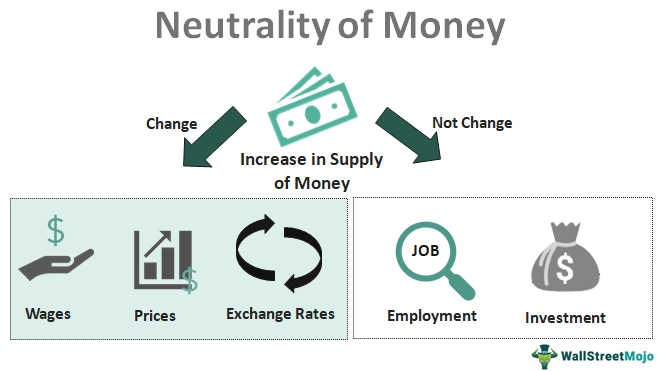 Neutrality of Money
Change
Not Change
Increase in Supply
of Money
$
$
JOB
$
Wages
Prices
Exchange Rates
Employment
Investment
WallStreetMojo